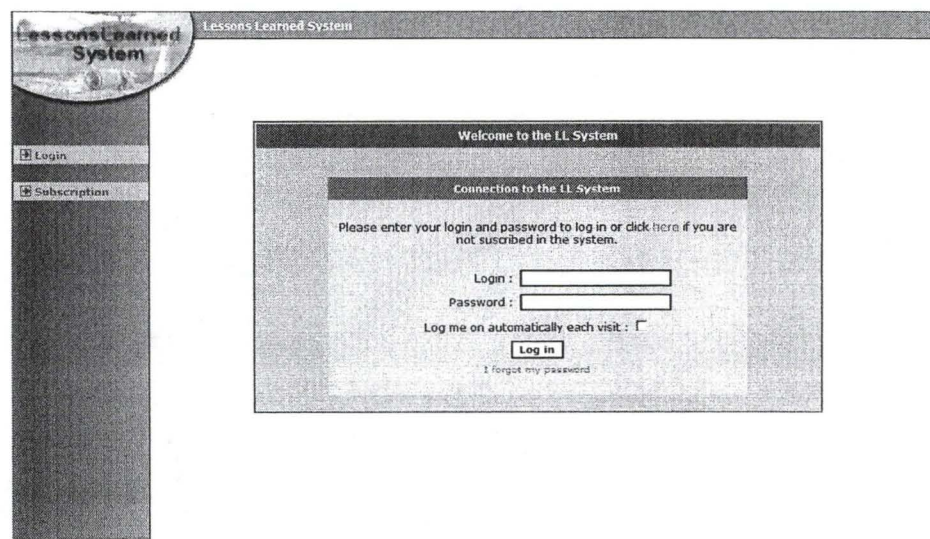 LessonsLearned
System
Lessons Learned System
Login
Subscription
Welcome to the LL System
Connection to the LL System
Please enter your login and password to log in or click here if you are
not suscribed in the system.
Login :
Password :
Log me on automatically each visit :
Log in
I forgot my password